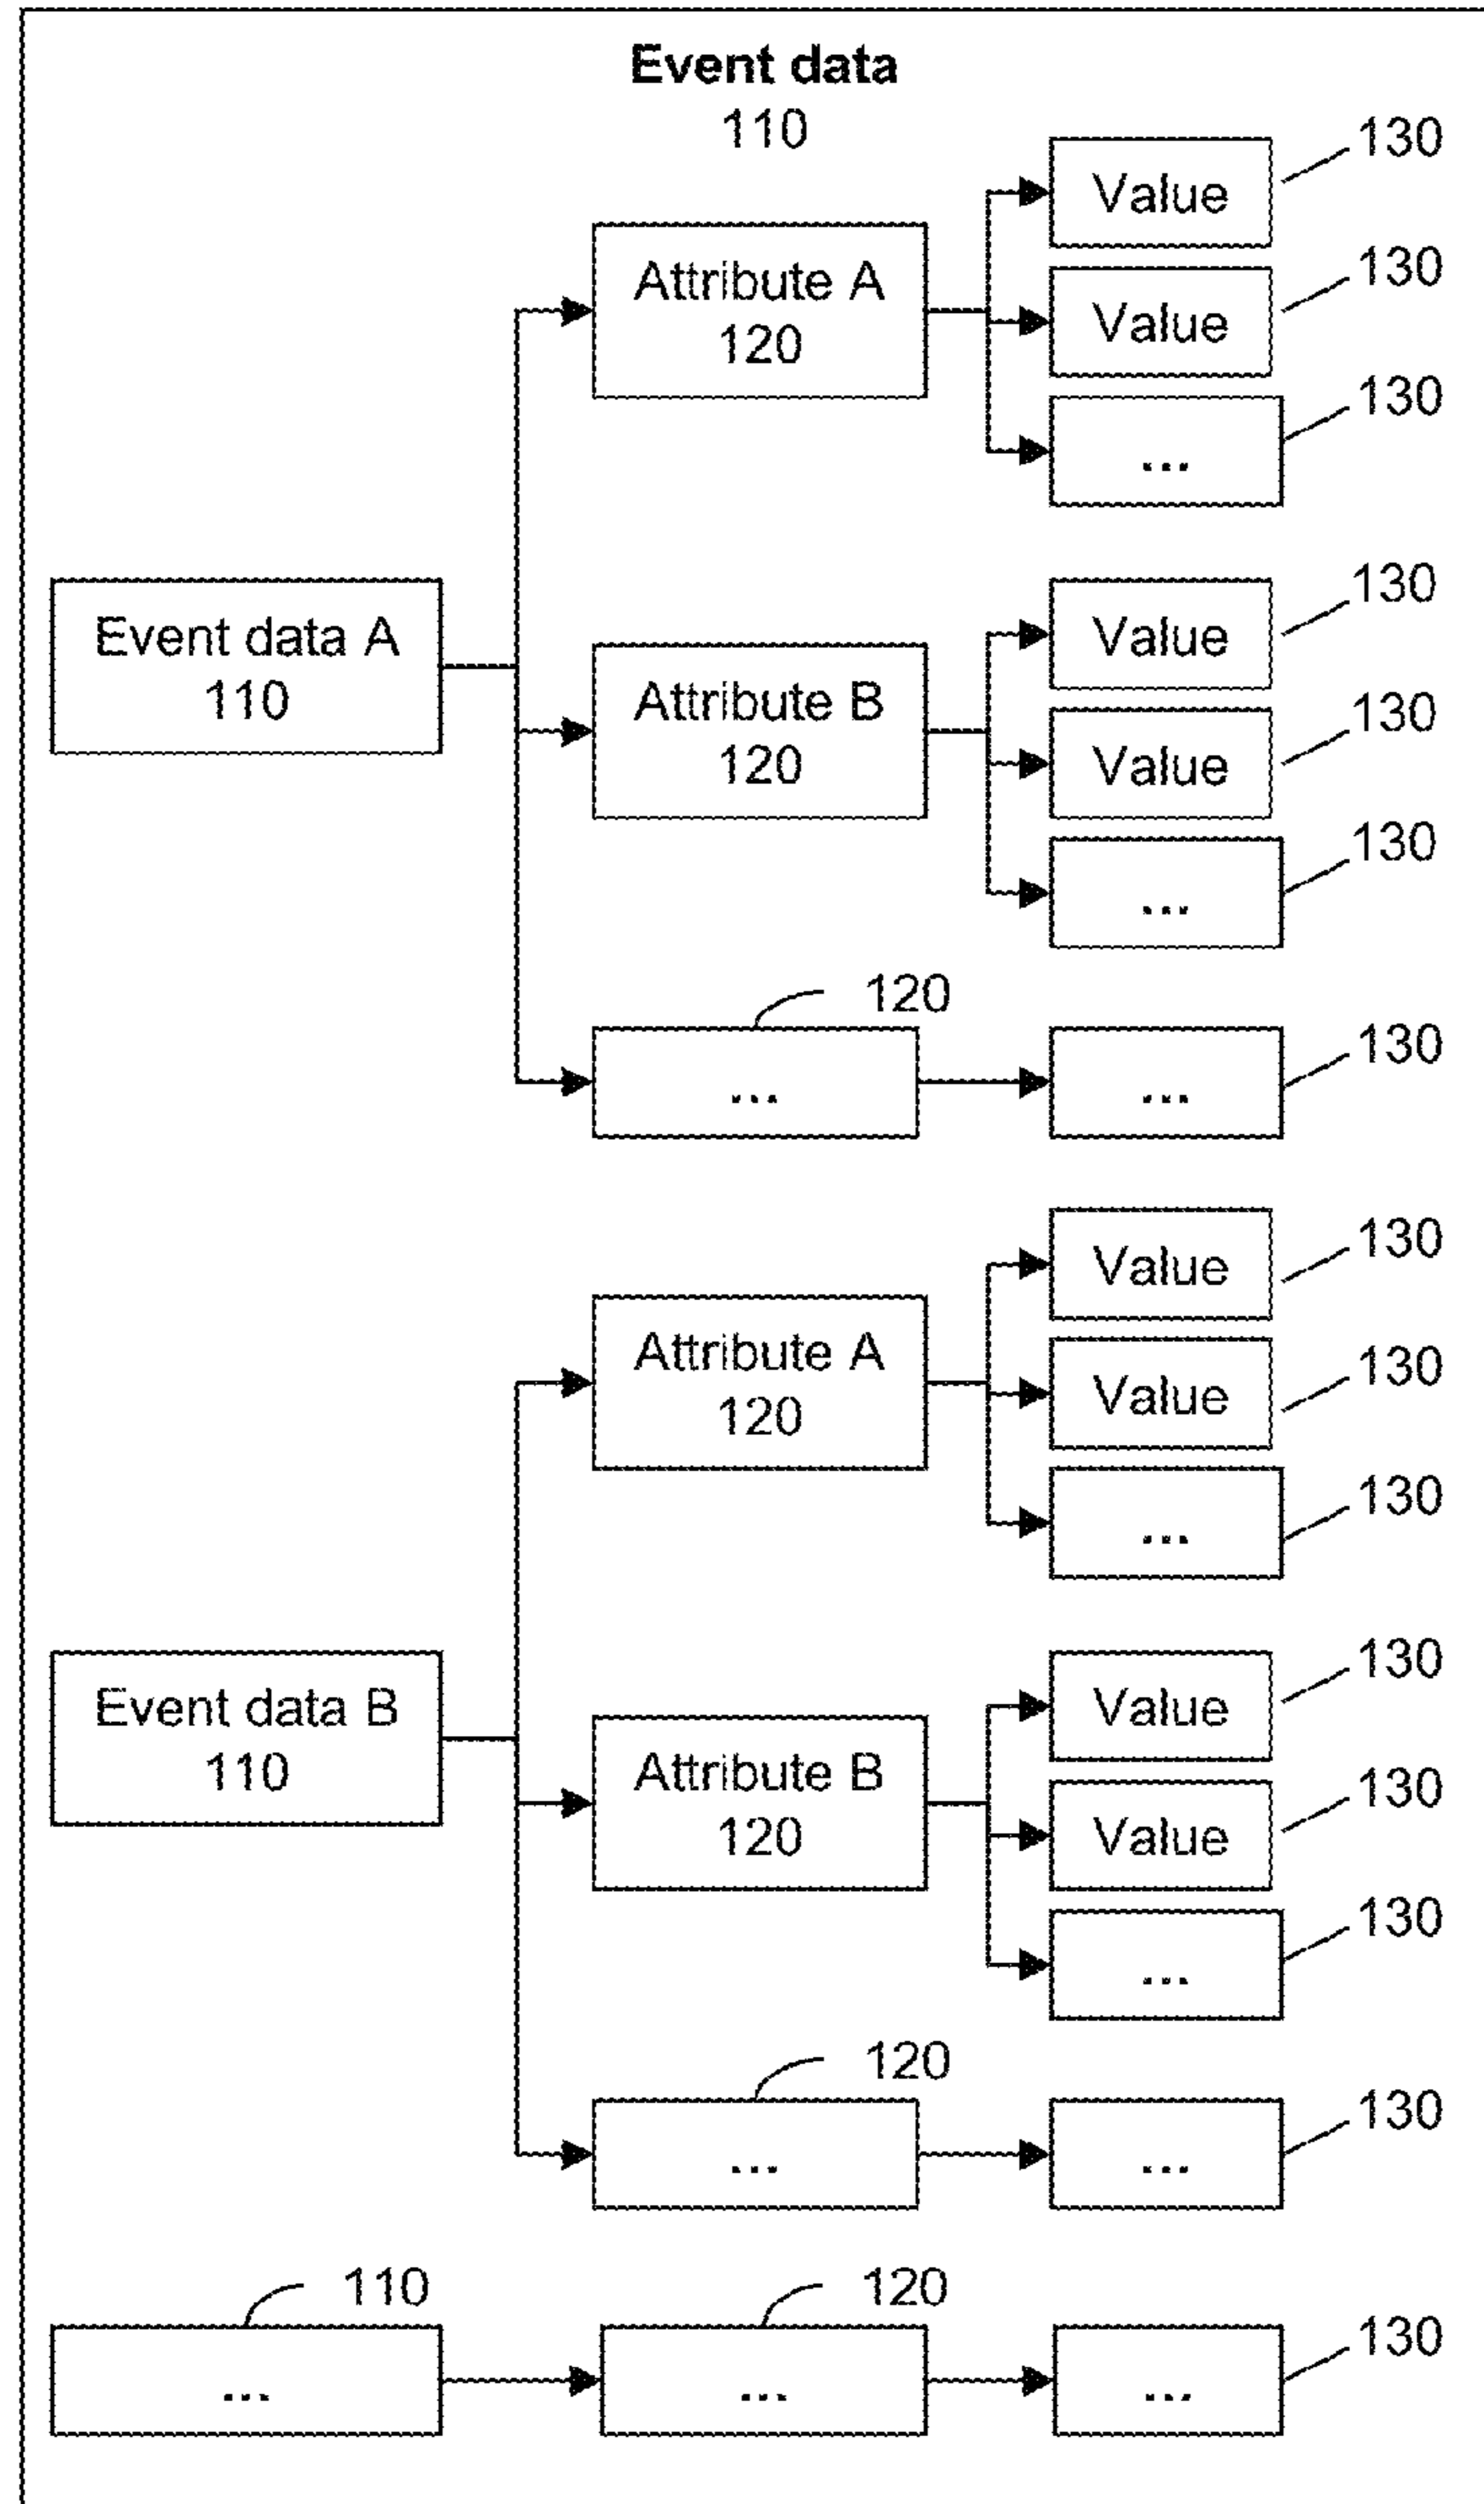 Event data
110
Value
130
Attribute A
120
Value
130
...
130
Event data A
110
Attribute B
120
Value
130
Value
130
...
130
120
...
130
...
Attribute A
120
Value
130
Value
130
...
130
Event data B
110
Attribute B
120
Value
130
Value
130
...
130
120
...
130
...
110
...
120
...
130
...